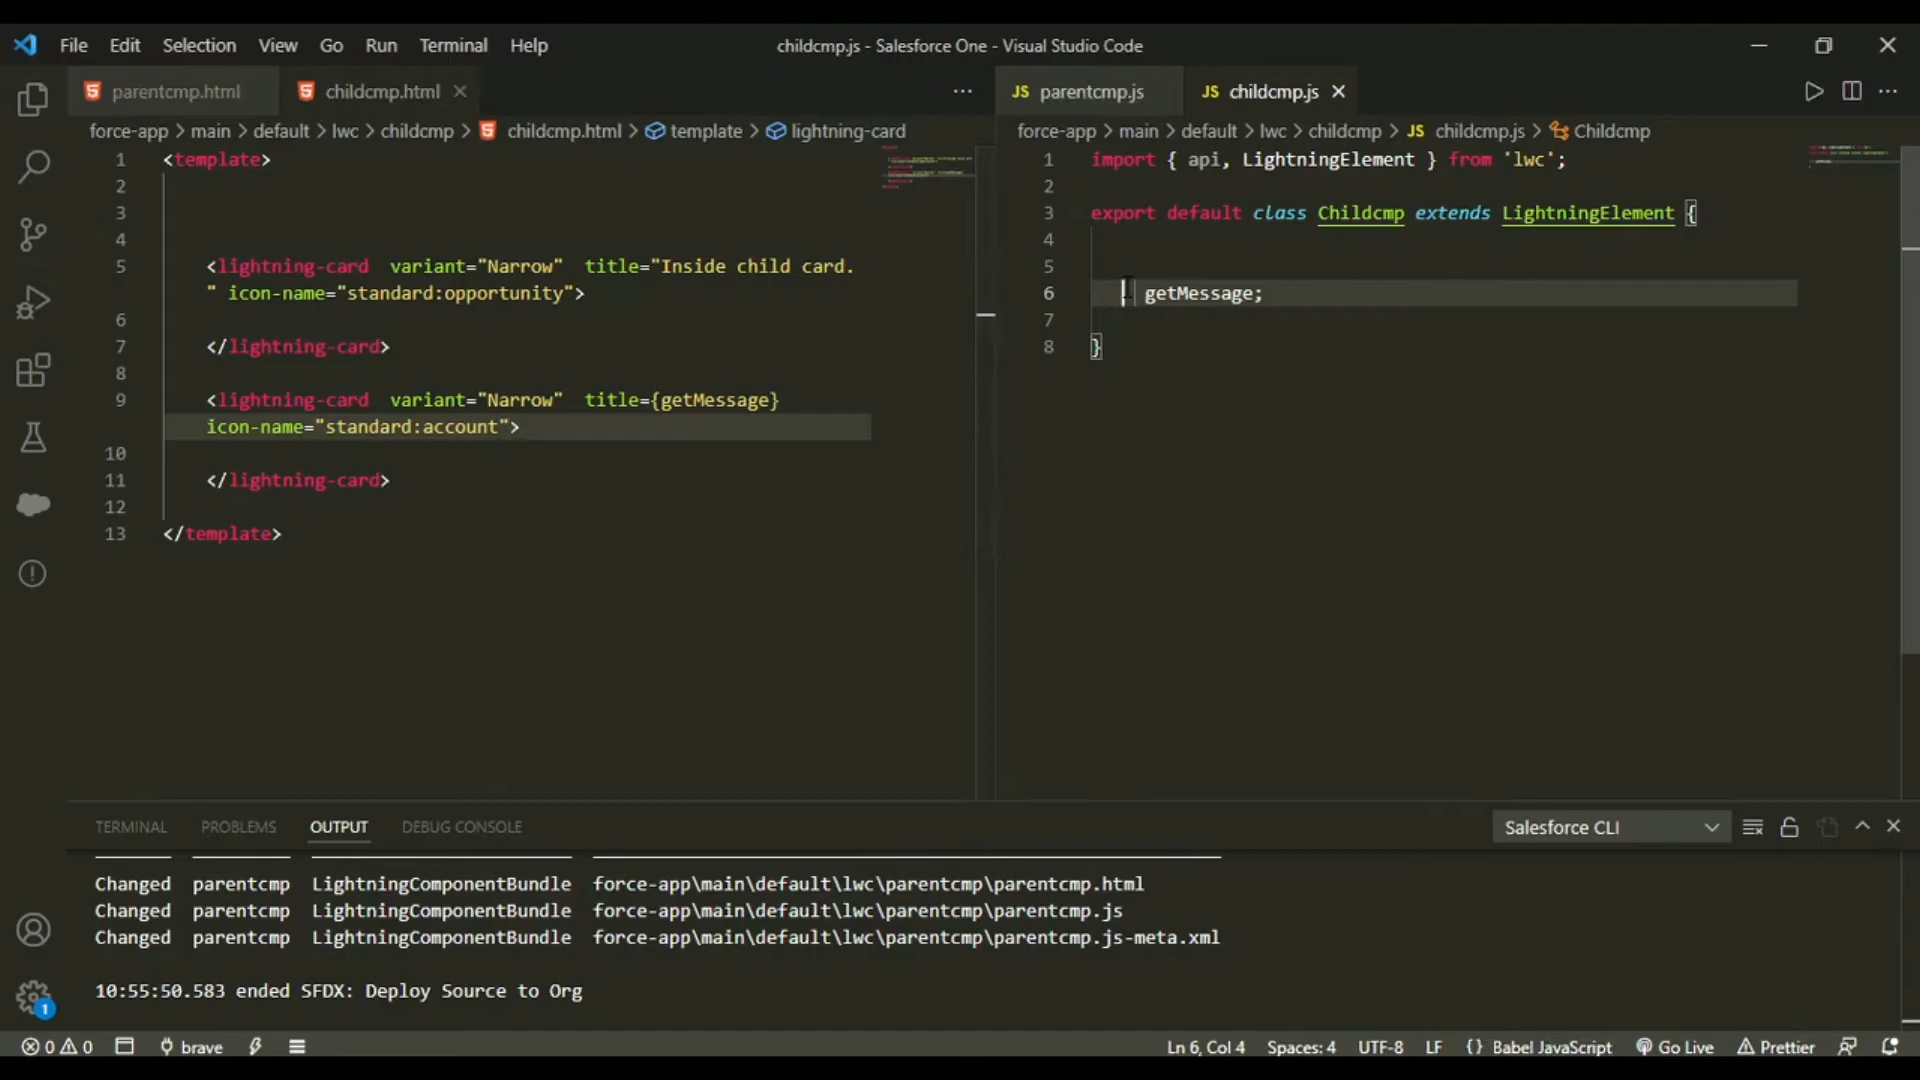 File Edit Selection View Go Run Terminal Help childcmp.js - Salesforce One - Visual Studio Code
parentcmp.html childcmp.html
force-app > main > default > lwc > childcmp > childcmp.html > template > lightning-card
1 <template>
2
3
4
5 <lightning-card variant="Narrow" title="Inside child card.
" icon-name="standard:opportunity">
6
7 </lightning-card>
8
9 <lightning-card variant="Narrow" title={getMessage}
icon-name="standard:account">
10
11 </lightning-card>
12
13 </template>
JS parentcmp.js JS childcmp.js
force-app > main > default > lwc > childcmp > JS childcmp.js > Childcmp
1 import { api, LightningElement } from 'lwc';
2
3 export default class Childcmp extends LightningElement {
4
5
6 getMessage;
7
8 }
TERMINAL PROBLEMS OUTPUT DEBUG CONSOLE Salesforce CLI
Changed parentcmp LightningComponentBundle force-app\main\default\lwc\parentcmp\parentcmp.html
Changed parentcmp LightningComponentBundle force-app\main\default\lwc\parentcmp\parentcmp.js
Changed parentcmp LightningComponentBundle force-app\main\default\lwc\parentcmp\parentcmp.js-meta.xml
10:55:50.583 ended SFDX: Deploy Source to Org
1
0 0 brave Ln 6, Col 4 Spaces: 4 UTF-8 LF {} Babel JavaScript Go Live Prettier